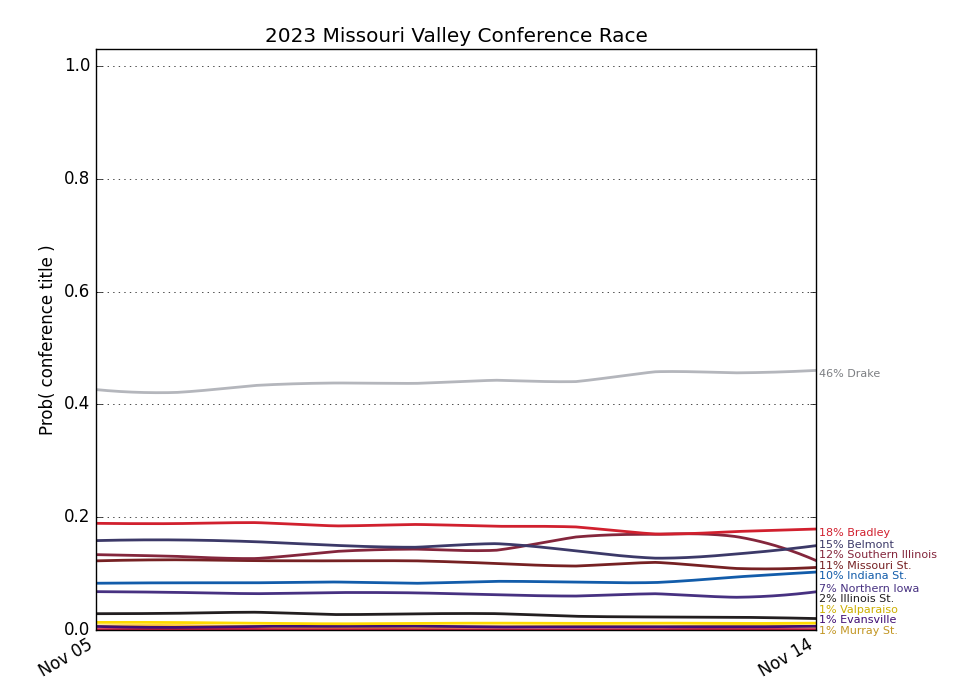 2023 Missouri Valley Conference Race
1.0
0.8
0.6
0.4
0.2
0.0
Prob( conference title )
Nov 05
Nov 14
46% Drake
18% Bradley
15% Belmont
12% Southern Illinois
11% Missouri St.
10% Indiana St.
7% Northern Iowa
2% Illinois St.
1% Valparaiso
1% Evansville
1% Murray St.